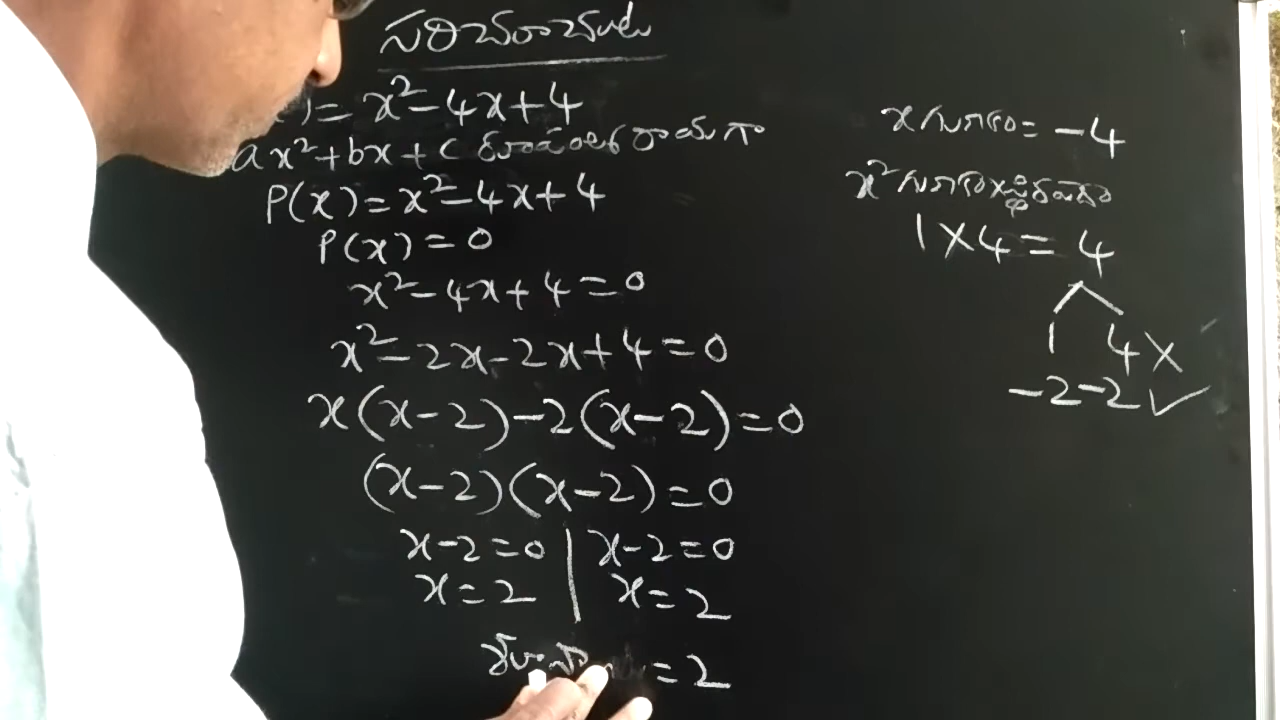 ) = x² - 4x + 4
ax² + bx + c
P(x) = x² - 4x + 4
P(x) = 0
x² - 4x + 4 = 0
x² - 2x - 2x + 4 = 0
x(x - 2) - 2(x - 2) = 0
(x - 2)(x - 2) = 0
x - 2 = 0 | x - 2 = 0
x = 2 | x = 2
= 2
x గుణకం = -4
x² గుణకం ×
1 × 4 = 4
1 4 ×
-2 -2 ✓